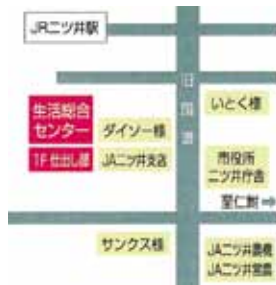 JR二ツ井駅
旧国道
いとく様
生活総合
センター
ダイソー様
1F 仕出し部
JA二ツ井支店
市役所
二ツ井庁舎
至仁鮒⇨
サンクス様
JA二ツ井農機
JA二ツ井営農